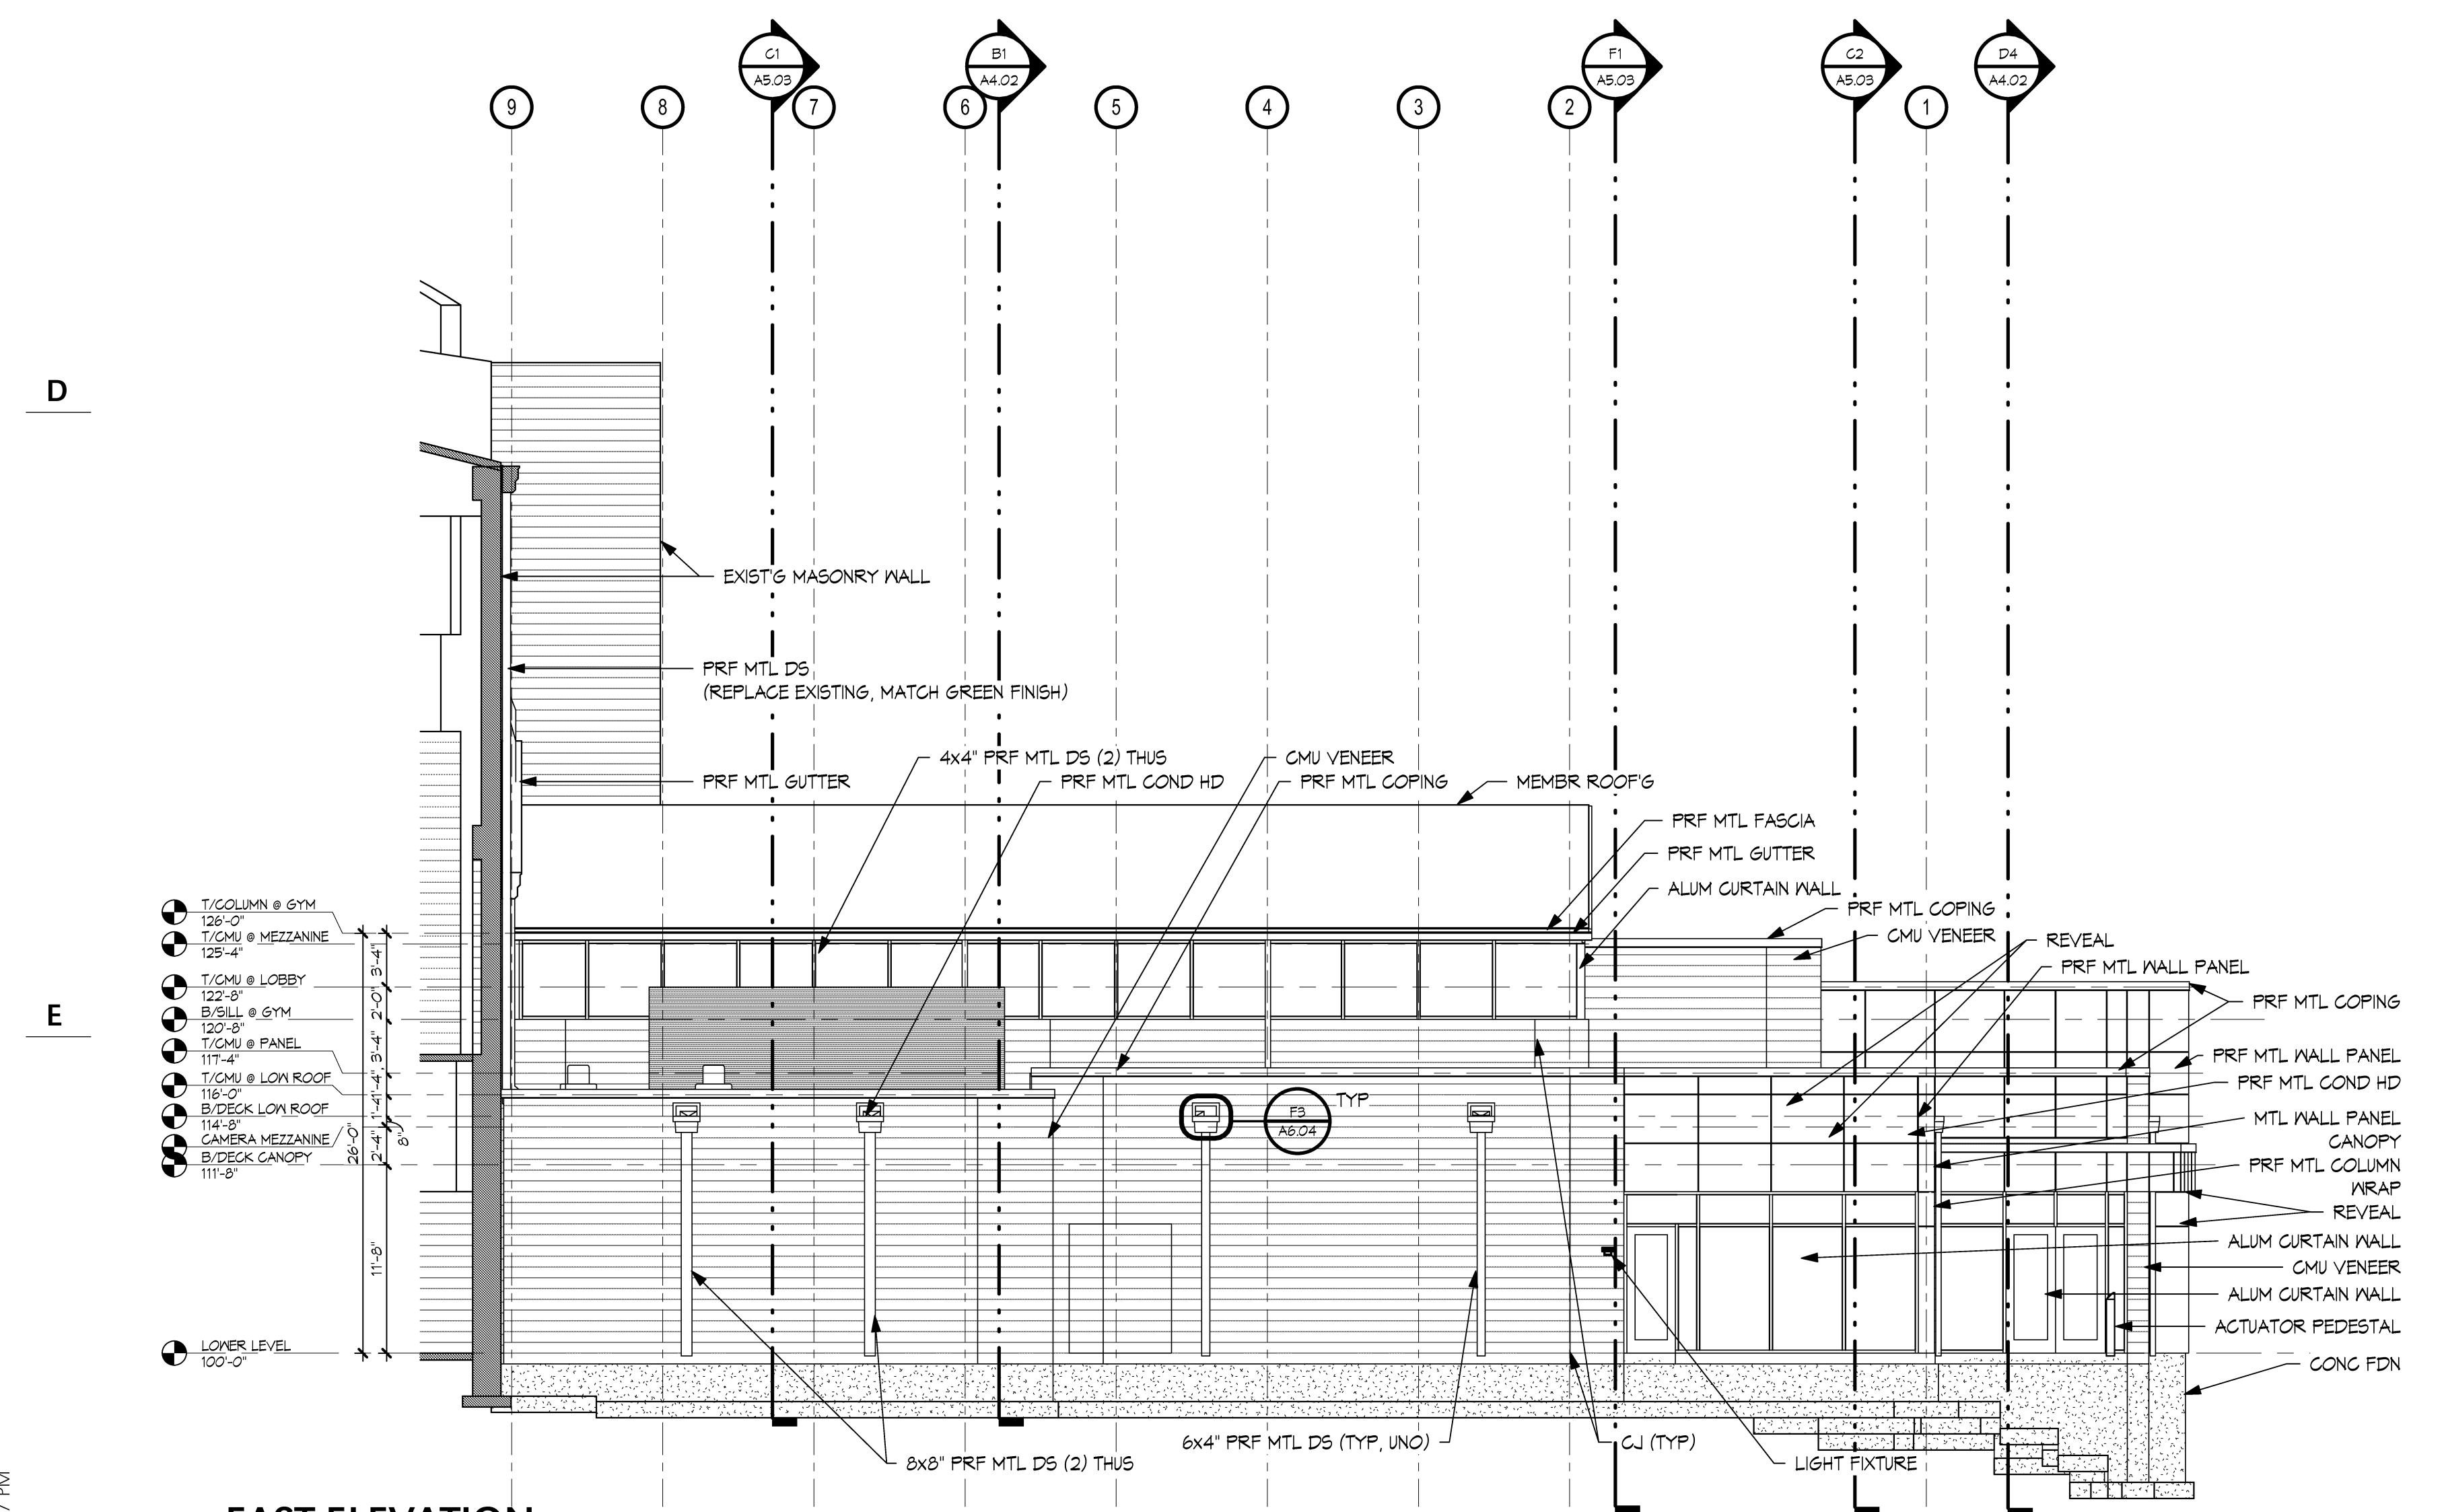 C1
A5.03
B1
A4.02
F1
A5.03
C2
A5.03
D4
A4.02
9
8
7
6
5
4
3
2
1
D
EXIST'G MASONRY WALL
PRF MTL DS
(REPLACE EXISTING, MATCH GREEN FINISH)
PRF MTL GUTTER
4x4" PRF MTL DS (2) THUS
PRF MTL COND HD
CMU VENEER
PRF MTL COPING
MEMBR ROOF'G
PRF MTL FASCIA
PRF MTL GUTTER
ALUM CURTAIN WALL
PRF MTL COPING
CMU VENEER
REVEAL
PRF MTL WALL PANEL
PRF MTL COPING
PRF MTL WALL PANEL
PRF MTL COND HD
MTL WALL PANEL
CANOPY
PRF MTL COLUMN
WRAP
REVEAL
ALUM CURTAIN WALL
CMU VENEER
ALUM CURTAIN WALL
ACTUATOR PEDESTAL
CONC FDN
E
T/COLUMN @ GYM
126'-0"
T/CMU @ MEZZANINE
125'-4"
T/CMU @ LOBBY
122'-8"
B/SILL @ GYM
120'-8"
T/CMU @ PANEL
117'-4"
T/CMU @ LOW ROOF
116'-0"
B/DECK LOW ROOF
114'-8"
CAMERA MEZZANINE
B/DECK CANOPY
111'-8"
LOWER LEVEL
100'-0"
26'-0"
3'-4"
2'-0"
3'-4"
1'-4"
1'-4"
8"
2'-4"
11'-8"
F3
A6.04
TYP
8x8" PRF MTL DS (2) THUS
6x4" PRF MTL DS (TYP, UNO)
CJ (TYP)
LIGHT FIXTURE
PM
EAST ELEVATION